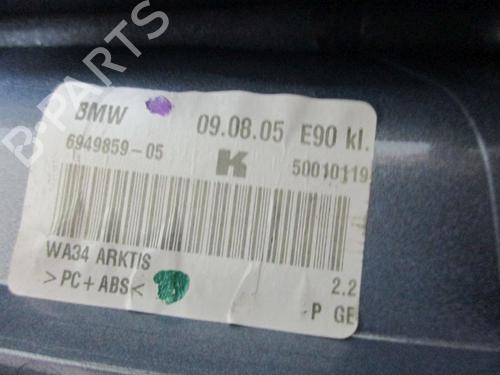 BMW 09.08.05 E90 kl.
6949859-05 K 50010119
WA34 ARKTIS 2.2
>PC+ABS< P GE
B-PARTS